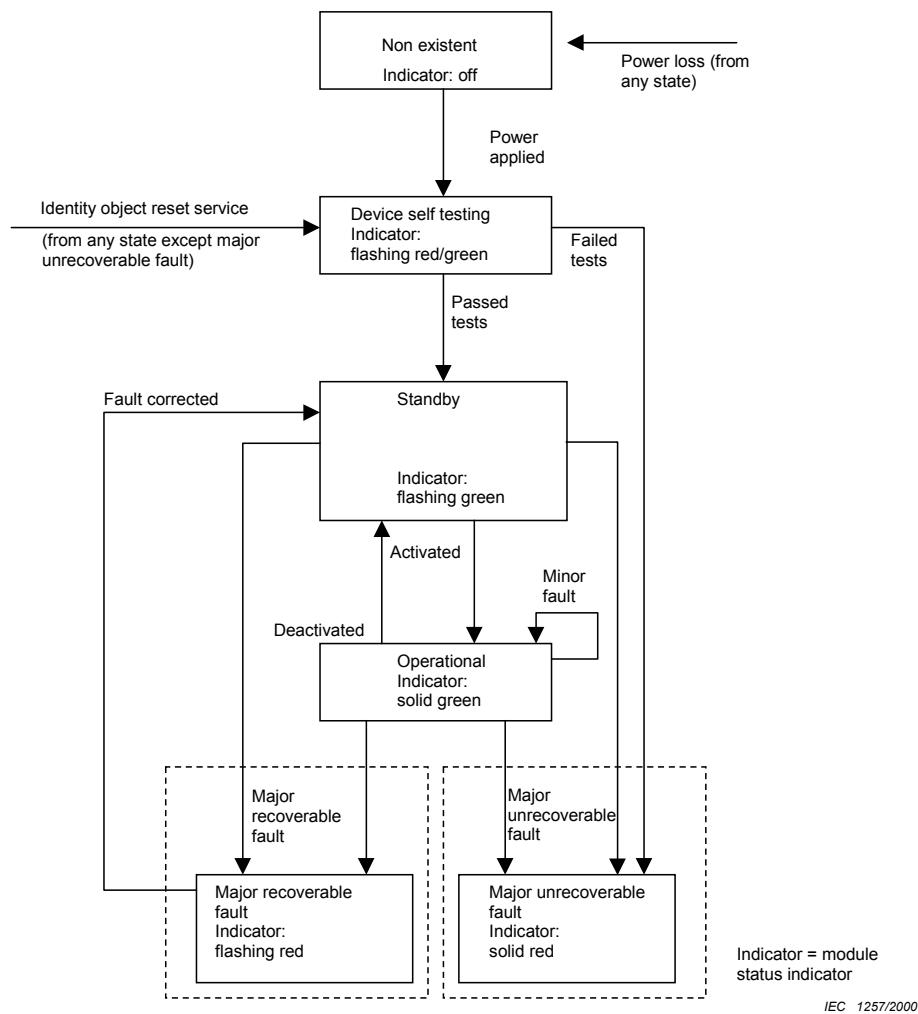 Non existent
Indicator: off
Power loss (from
any state)
Power
applied
Identity object reset service
(from any state except major
unrecoverable fault)
Device self testing
Indicator:
flashing red/green
Failed
tests
Passed
tests
Fault corrected
Standby
Indicator:
flashing green
Activated
Minor
fault
Deactivated
Operational
Indicator:
solid green
Major
recoverable
fault
Major
unrecoverable
fault
Major recoverable
fault
Indicator:
flashing red
Major unrecoverable
fault
Indicator:
solid red
Indicator = module
status indicator
IEC 1257/2000